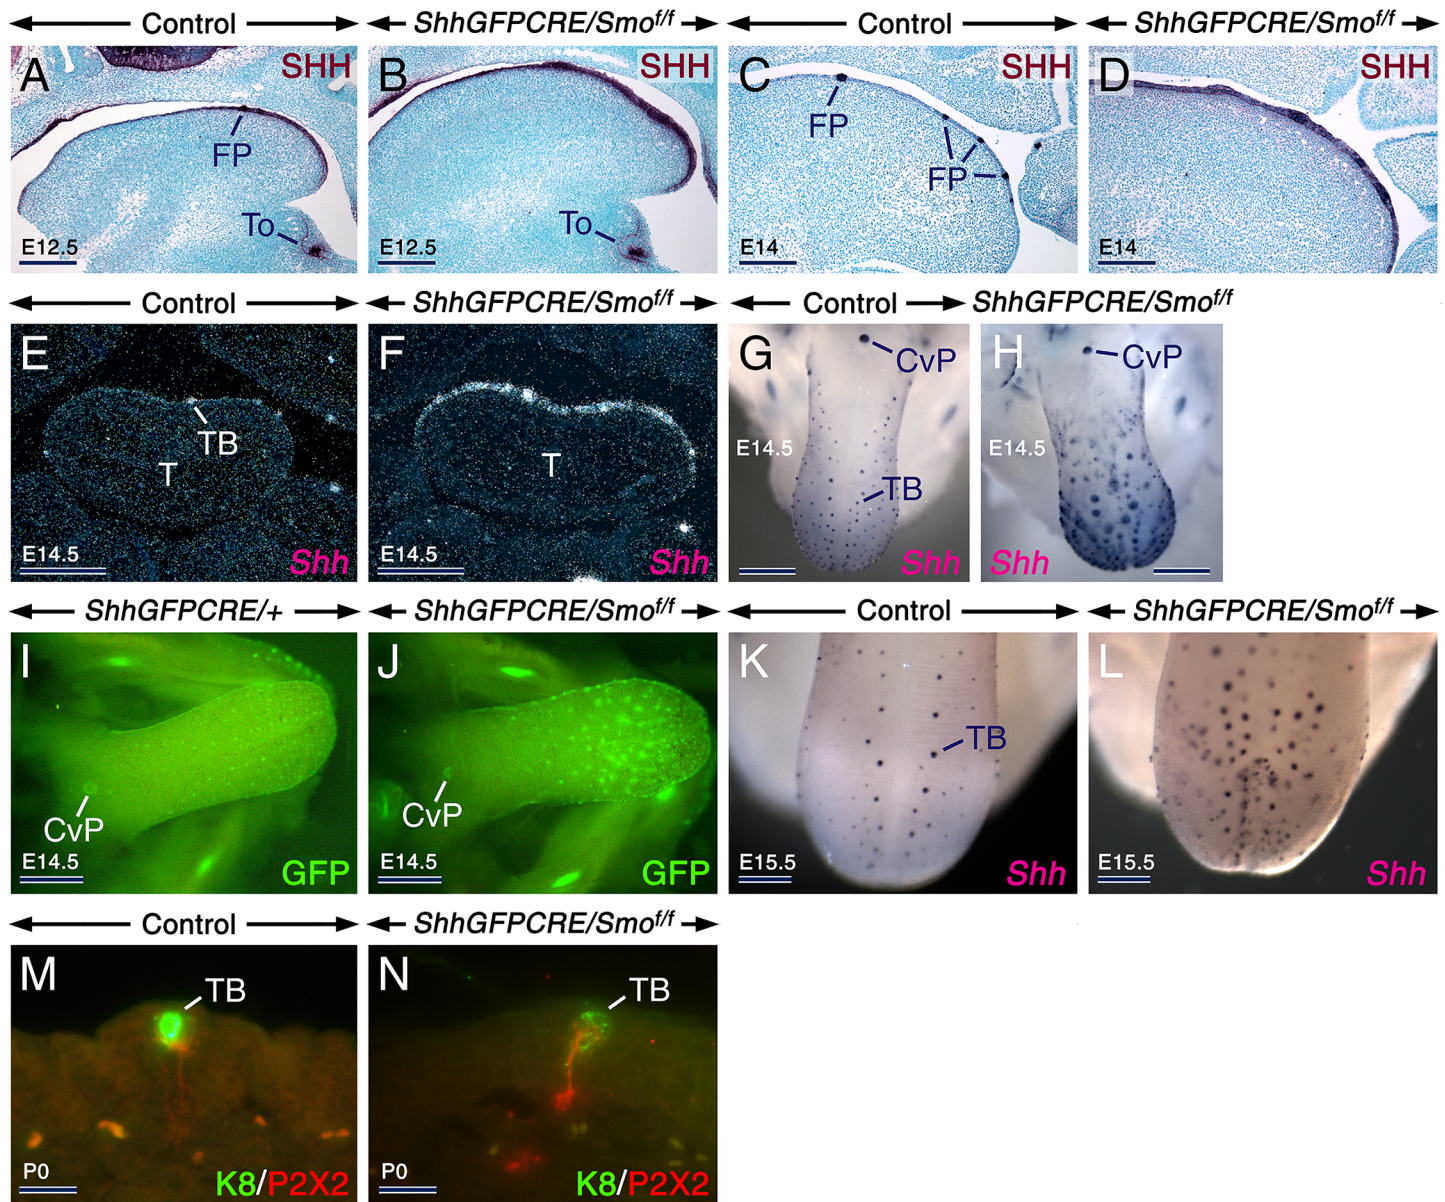 Control ShhGFPCRE/Smof/f Control ShhGFPCRE/Smof/f
A SHH B SHH C SHH D SHH
FP FP
FP
To To
E12.5 E12.5 E14 E14
Control ShhGFPCRE/Smof/f Control ShhGFPCRE/Smof/f
E F G H
CvP CvP
TB E14.5 E14.5
T T TB
E14.5 Shh E14.5 Shh Shh Shh
ShhGFPCRE/+ ShhGFPCRE/Smof/f Control ShhGFPCRE/Smof/f
I J K L
TB
CvP CvP
E14.5 GFP E14.5 GFP E15.5 Shh E15.5 Shh
Control ShhGFPCRE/Smof/f
M TB N TB
P0 K8/P2X2 P0 K8/P2X2